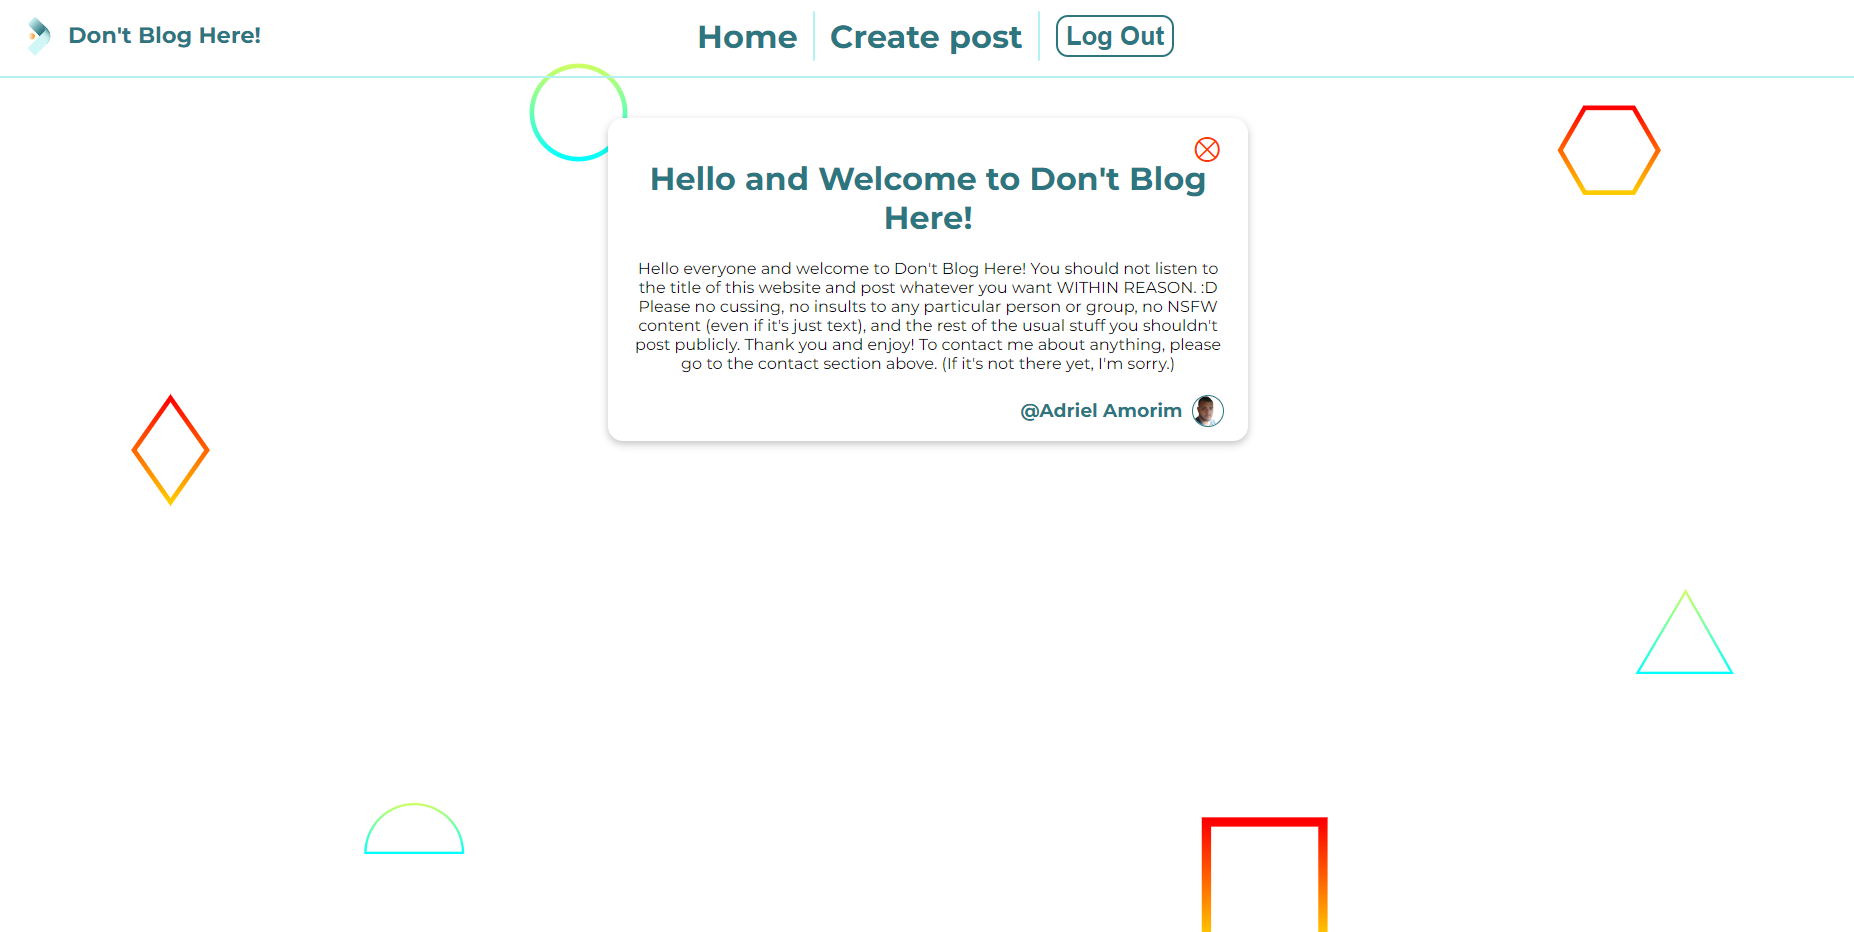 Don't Blog Here!
Home
Create post
Log Out
Hello and Welcome to Don't Blog
Here!
Hello everyone and welcome to Don't Blog Here! You should not listen to
the title of this website and post whatever you want WITHIN REASON. :D
Please no cussing, no insults to any particular person or group, no NSFW
content (even if it's just text), and the rest of the usual stuff you shouldn't
post publicly. Thank you and enjoy! To contact me about anything, please
go to the contact section above. (If it's not there yet, I'm sorry.)
@Adriel Amorim